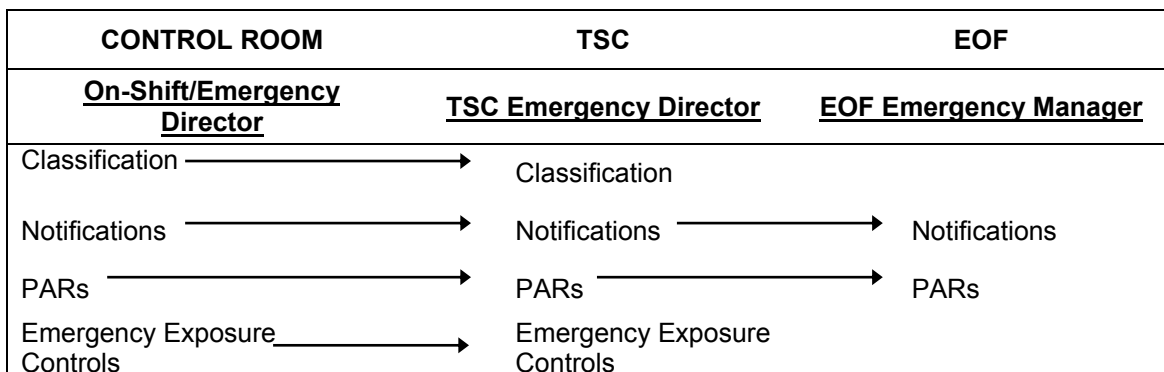 CONTROL ROOM TSC EOF
On-Shift/Emergency
Director
TSC Emergency Director
EOF Emergency Manager
Classification
Classification
Notifications Notifications Notifications
PARs PARs PARs
Emergency Exposure
Controls
Emergency Exposure
Controls